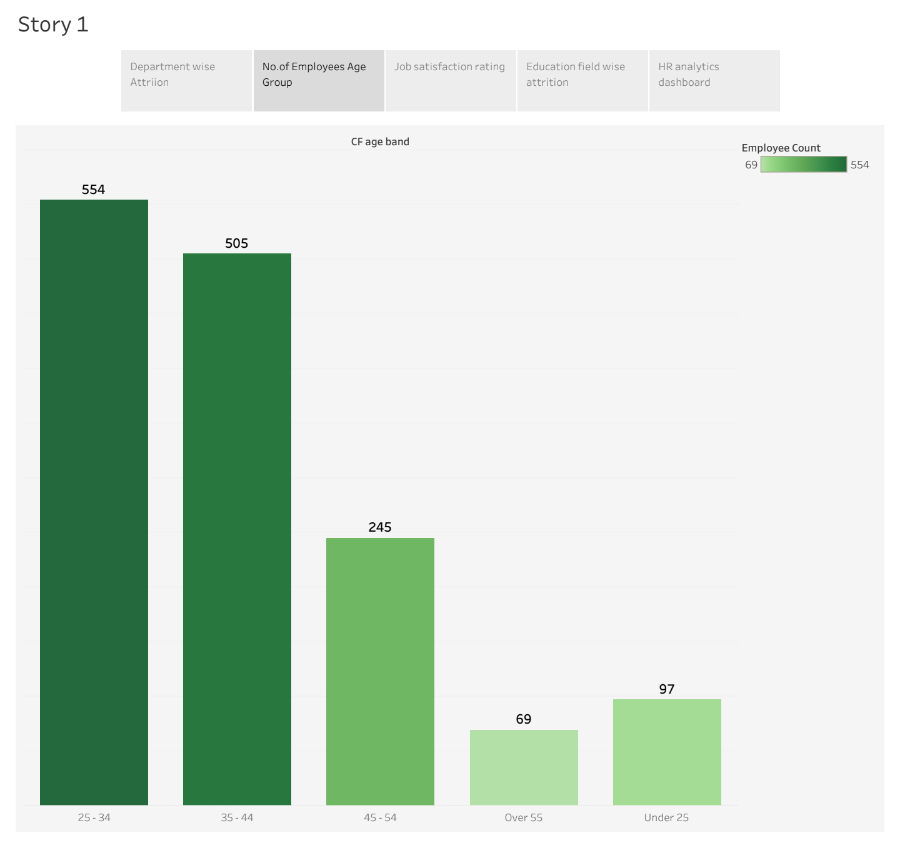 Story 1
Department wise
Attriion
No.of Employees Age
Group
Job satisfaction rating
Education field wise
attrition
HR analytics
dashboard
CF age band
Employee Count
69 554
554
505
245
69
97
25 - 34
35 - 44
45 - 54
Over 55
Under 25